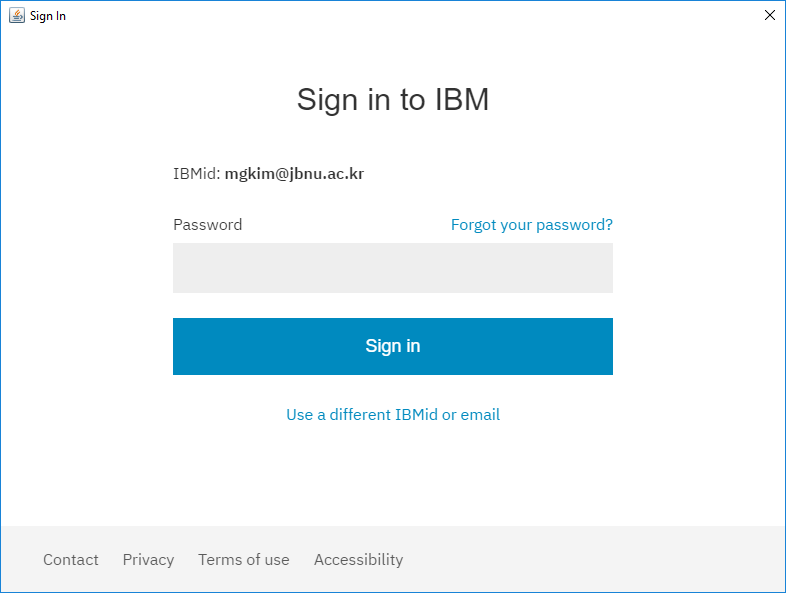 Sign In
Sign in to IBM
IBMid: mgkim@jbnu.ac.kr
Password Forgot your password?
Sign in
Use a different IBMid or email
Contact Privacy Terms of use Accessibility